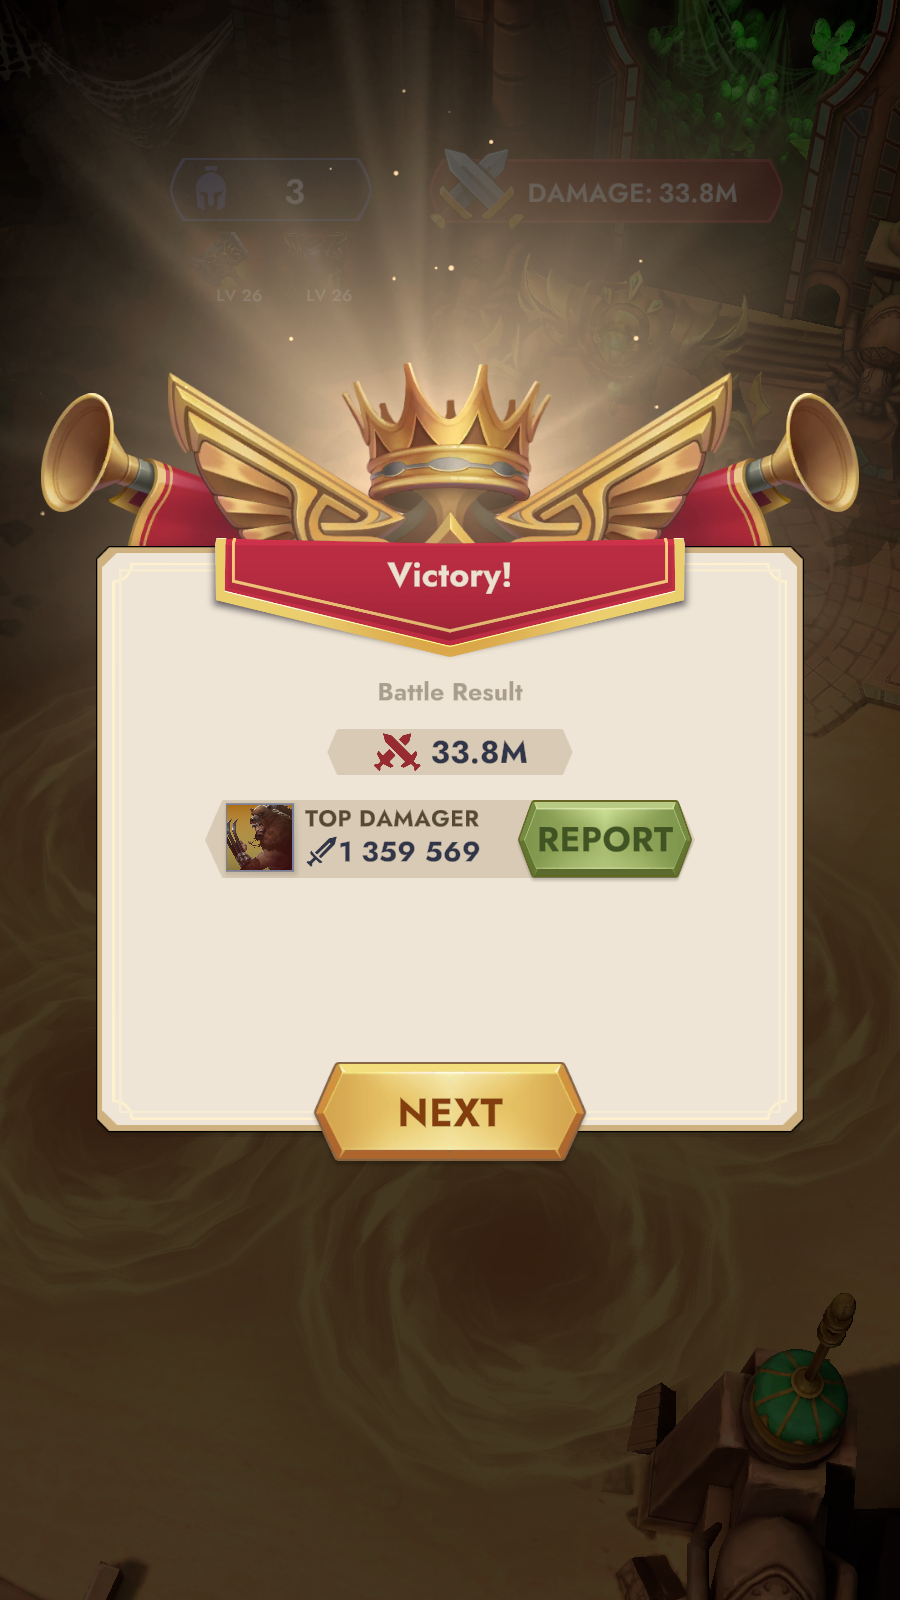 3
DAMAGE: 33.8M
LV 26
LV 26
Victory!
Battle Result
33.8M
TOP DAMAGER
1 359 569
REPORT
NEXT